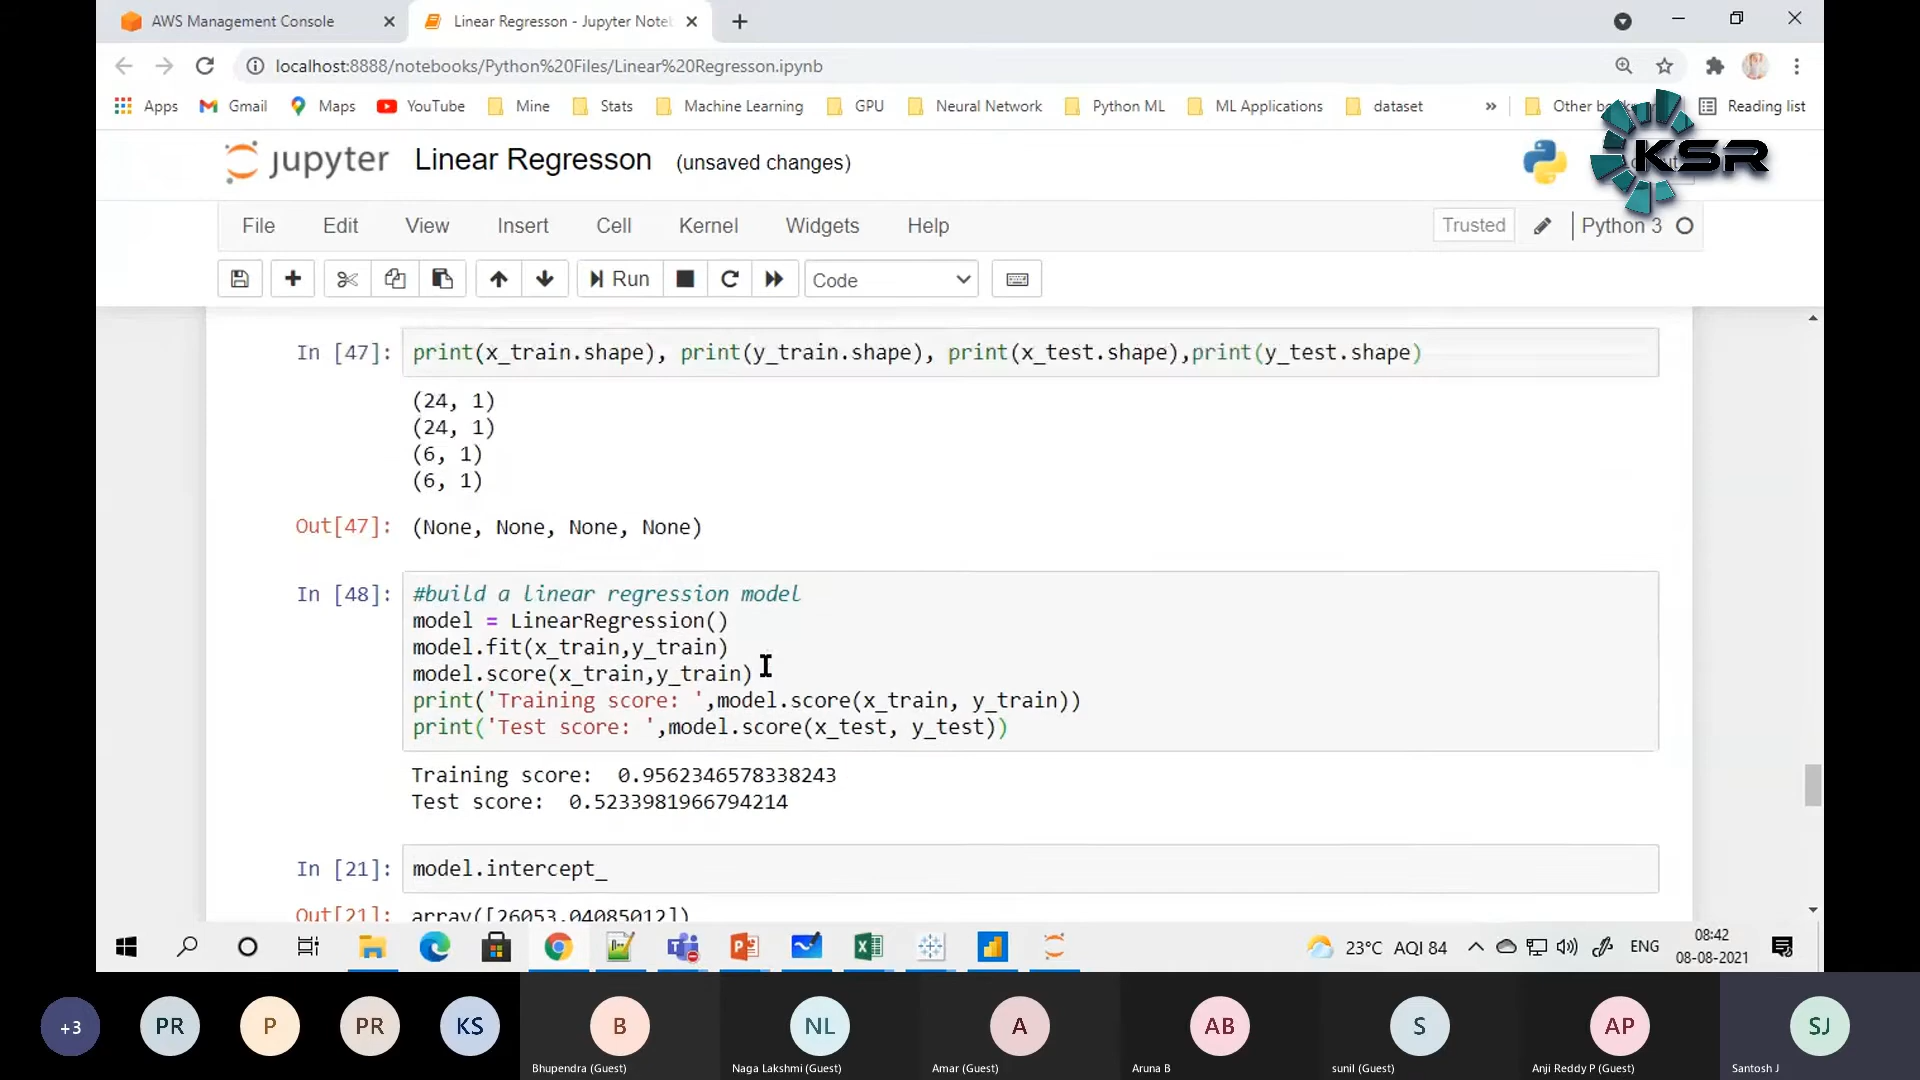 AWS Management Console
Linear Regresson - Jupyter Note
localhost:8888/notebooks/Python%20Files/Linear%20Regresson.ipynb
Apps Gmail Maps YouTube Mine Stats Machine Learning GPU Neural Network Python ML ML Applications dataset » Other Reading list
jupyter Linear Regresson (unsaved changes)
KSR
File Edit View Insert Cell Kernel Widgets Help Trusted Python 3
Run Code
In [47]: print(x_train.shape), print(y_train.shape), print(x_test.shape),print(y_test.shape)
(24, 1)
(24, 1)
(6, 1)
(6, 1)
Out[47]: (None, None, None, None)
In [48]: #build a linear regression model
model = LinearRegression()
model.fit(x_train,y_train)
model.score(x_train,y_train)
print('Training score: ',model.score(x_train, y_train))
print('Test score: ',model.score(x_test, y_test))
Training score:  0.9562346578338243
Test score:  0.5233981966794214
In [21]: model.intercept_
Out[21]: array([26053.04085012])
23°C AQI 84 ENG 08:42
08-08-2021
+3 PR P PR KS B NL A AB S AP SJ
Bhupendra (Guest) Naga Lakshmi (Guest) Amar (Guest) Aruna B sunil (Guest) Anji Reddy P (Guest) Santosh J